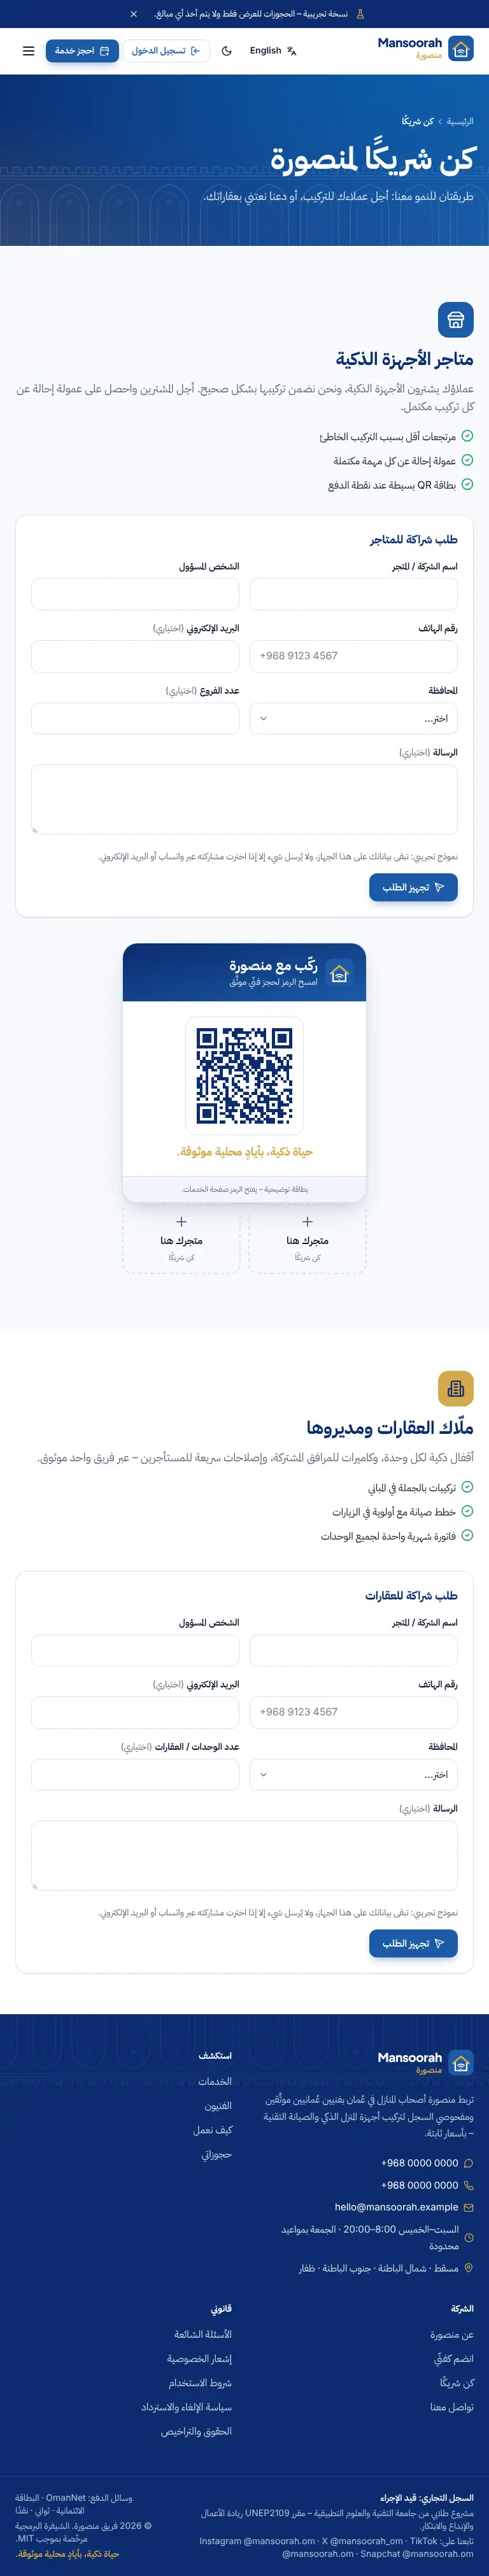 نسخة تجريبية – الحجوزات للعرض فقط ولا يتم أخذ أي مبالغ.
Mansoorah
منصورة
English
تسجيل الدخول
احجز خدمة
الرئيسية › كن شريكًا
كن شريكًا لمنصورة
طريقتان للنمو معنا: أحِل عملاءك للتركيب، أو دعنا نعتني بعقاراتك.
متاجر الأجهزة الذكية
عملاؤك يشترون الأجهزة الذكية، ونحن نضمن تركيبها بشكل صحيح. أحِل المشترين واحصل على عمولة إحالة عن
كل تركيب مكتمل.
مرتجعات أقل بسبب التركيب الخاطئ
عمولة إحالة عن كل مهمة مكتملة
بطاقة QR بسيطة عند نقطة الدفع
طلب شراكة للمتاجر
اسم الشركة / المتجر
الشخص المسؤول
رقم الهاتف
البريد الإلكتروني (اختياري)
+968 9123 4567
المحافظة
عدد الفروع (اختياري)
اختر...
الرسالة (اختياري)
نموذج تجريبي: تبقى بياناتك على هذا الجهاز، ولا يُرسل شيء إلا إذا اخترت مشاركته عبر واتساب أو البريد الإلكتروني.
تجهيز الطلب
ركّب مع منصورة
امسح الرمز لحجز فنّي موثّق
حياة ذكية، بأيادٍ محلية موثوقة.
بطاقة توضيحية – يفتح الرمز صفحة الخدمات.
متجرك هنا
كن شريكًا
متجرك هنا
كن شريكًا
ملّاك العقارات ومديروها
أقفال ذكية لكل وحدة، وكاميرات للمرافق المشتركة، وإصلاحات سريعة للمستأجرين – عبر فريق واحد موثوق.
تركيبات بالجملة في المباني
خطط صيانة مع أولوية في الزيارات
فاتورة شهرية واحدة لجميع الوحدات
طلب شراكة للعقارات
اسم الشركة / المتجر
الشخص المسؤول
رقم الهاتف
البريد الإلكتروني (اختياري)
+968 9123 4567
المحافظة
عدد الوحدات / العقارات (اختياري)
اختر...
الرسالة (اختياري)
نموذج تجريبي: تبقى بياناتك على هذا الجهاز، ولا يُرسل شيء إلا إذا اخترت مشاركته عبر واتساب أو البريد الإلكتروني.
تجهيز الطلب
Mansoorah
منصورة
تربط منصورة أصحاب المنازل في عُمان بفنيين عُمانيين موثَّقين
ومفحوصي السجل لتركيب أجهزة المنزل الذكي والصيانة التقنية
– بأسعار ثابتة.
+968 0000 0000
+968 0000 0000
hello@mansoorah.example
السبت–الخميس 8:00–20:00 · الجمعة بمواعيد
محدودة
مسقط · شمال الباطنة · جنوب الباطنة · ظفار
استكشف
الخدمات
الفنيون
كيف نعمل
حجوزاتي
الشركة
عن منصورة
انضم كفنّي
كن شريكًا
تواصل معنا
قانوني
الأسئلة الشائعة
إشعار الخصوصية
شروط الاستخدام
سياسة الإلغاء والاسترداد
الحقوق والتراخيص
السجل التجاري: قيد الإجراء
مشروع طلابي من جامعة التقنية والعلوم التطبيقية – مقرر UNEP2109 ريادة الأعمال
والإبداع والابتكار.
تابعنا على: Instagram @mansoorah.om · X @mansoorah_om · TikTok
@mansoorah.om · Snapchat @mansoorah.om
وسائل الدفع: OmanNet · البطاقة
الائتمانية · ثواني · نقدًا
© 2026 فريق منصورة. الشيفرة البرمجية
مرخّصة بموجب MIT.
حياة ذكية، بأيادٍ محلية موثوقة.